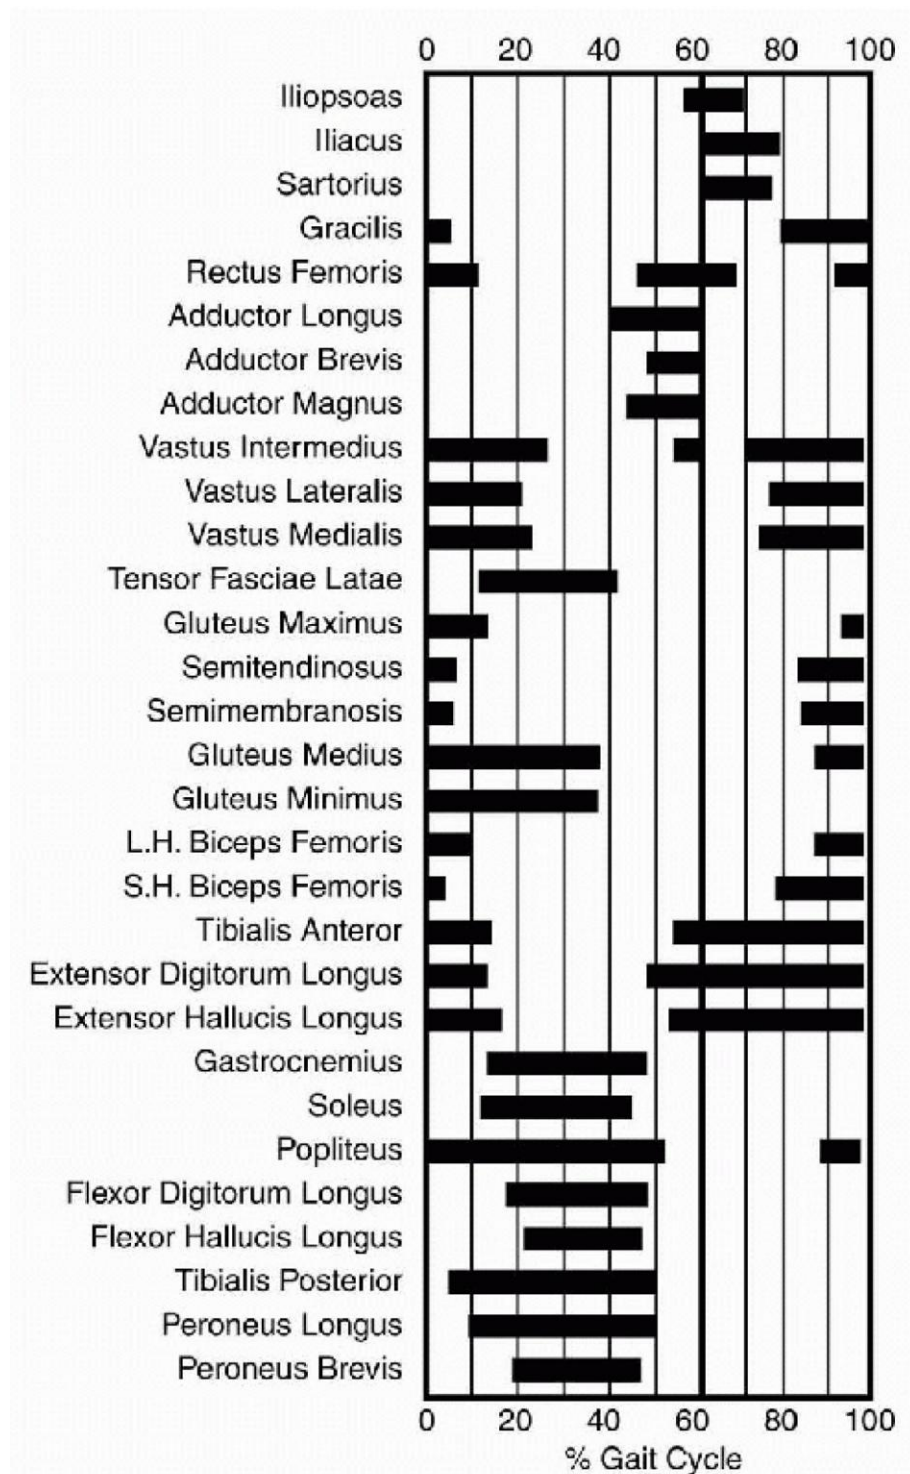 0 20 40 60 80 100
Iliopsoas
Iliacus
Sartorius
Gracilis
Rectus Femoris
Adductor Longus
Adductor Brevis
Adductor Magnus
Vastus Intermedius
Vastus Lateralis
Vastus Medialis
Tensor Fasciae Latae
Gluteus Maximus
Semitendinosus
Semimembranosis
Gluteus Medius
Gluteus Minimus
L.H. Biceps Femoris
S.H. Biceps Femoris
Tibialis Anteror
Extensor Digitorum Longus
Extensor Hallucis Longus
Gastrocnemius
Soleus
Popliteus
Flexor Digitorum Longus
Flexor Hallucis Longus
Tibialis Posterior
Peroneus Longus
Peroneus Brevis
0 20 40 60 80 100
% Gait Cycle